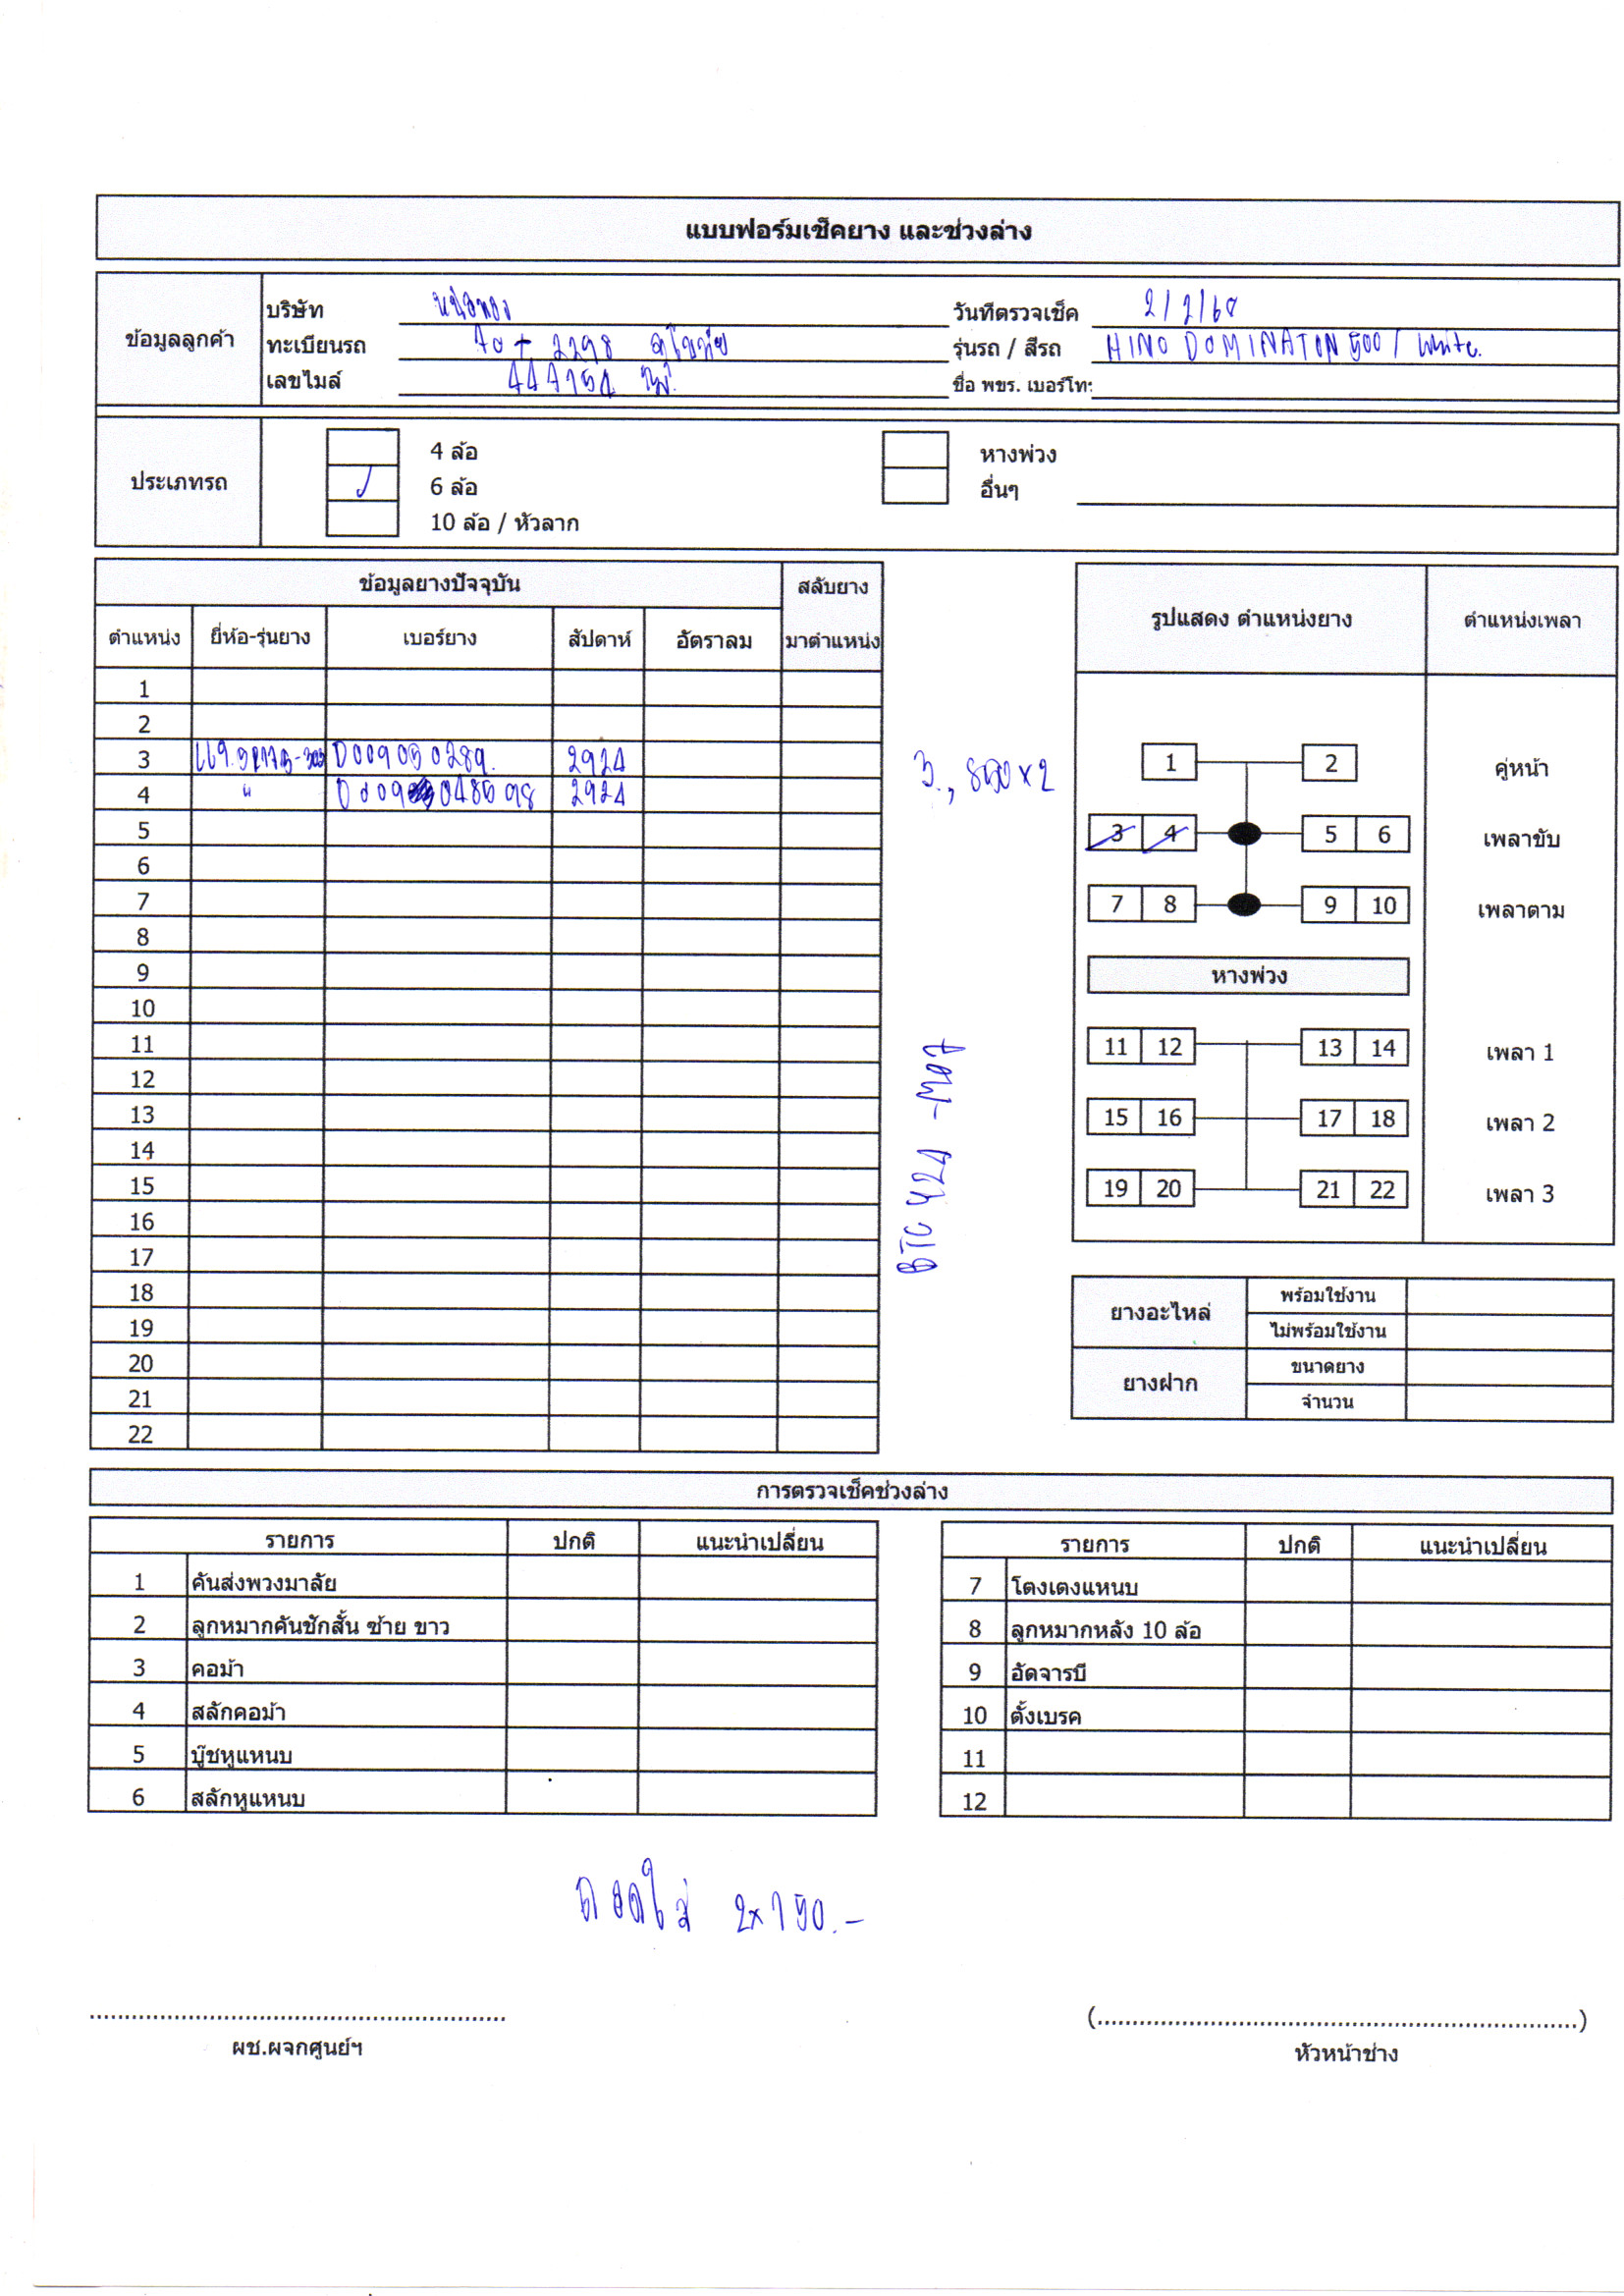 แบบฟอร์มเช็คยาง และช่วงล่าง
ข้อมูลลูกค้า
บริษัท หน่อทอง
วันที่ตรวจเช็ค 2/2/68
ทะเบียนรถ 70 - 2298 สุโขทัย
รุ่นรถ / สีรถ HINO DOMINATOR 500 / white.
เลขไมล์ 447754
ชื่อ พขร. เบอร์โท:
ประเภทรถ
4 ล้อ
6 ล้อ
10 ล้อ / หัวลาก
หางพ่วง
อื่นๆ
ข้อมูลยางปัจจุบัน สลับยาง
ตำแหน่ง ยี่ห้อ-รุ่นยาง เบอร์ยาง สัปดาห์ อัตราลม มาตำแหน่ง
1
2
3 D009050289. 2924
4 " D009 048598 2924
5
6
7
8
9
10
11
12
13
14
15
16
17
18
19
20
21
22
3,800x2
รูปแสดง ตำแหน่งยาง ตำแหน่งเพลา
1 2 คู่หน้า
3 4 5 6 เพลาขับ
7 8 9 10 เพลาตาม
หางพ่วง
11 12 13 14 เพลา 1
15 16 17 18 เพลา 2
19 20 21 22 เพลา 3
ยางอะไหล่ พร้อมใช้งาน
ไม่พร้อมใช้งาน
ยางฝาก ขนาดยาง
จำนวน
การตรวจเช็คช่วงล่าง
รายการ ปกติ แนะนำเปลี่ยน
1 คันส่งพวงมาลัย
2 ลูกหมากคันชักสั้น ซ้าย ขาว
3 คอม้า
4 สลักคอม้า
5 บู๊ชหูแหนบ
6 สลักหูแหนบ
รายการ ปกติ แนะนำเปลี่ยน
7 โตงเตงแหนบ
8 ลูกหมากหลัง 10 ล้อ
9 อัดจารบี
10 ตั้งเบรค
11
12
ถอดใส่ 2x150.-
ผช.ผจกศูนย์ฯ
(..........)
หัวหน้าช่าง